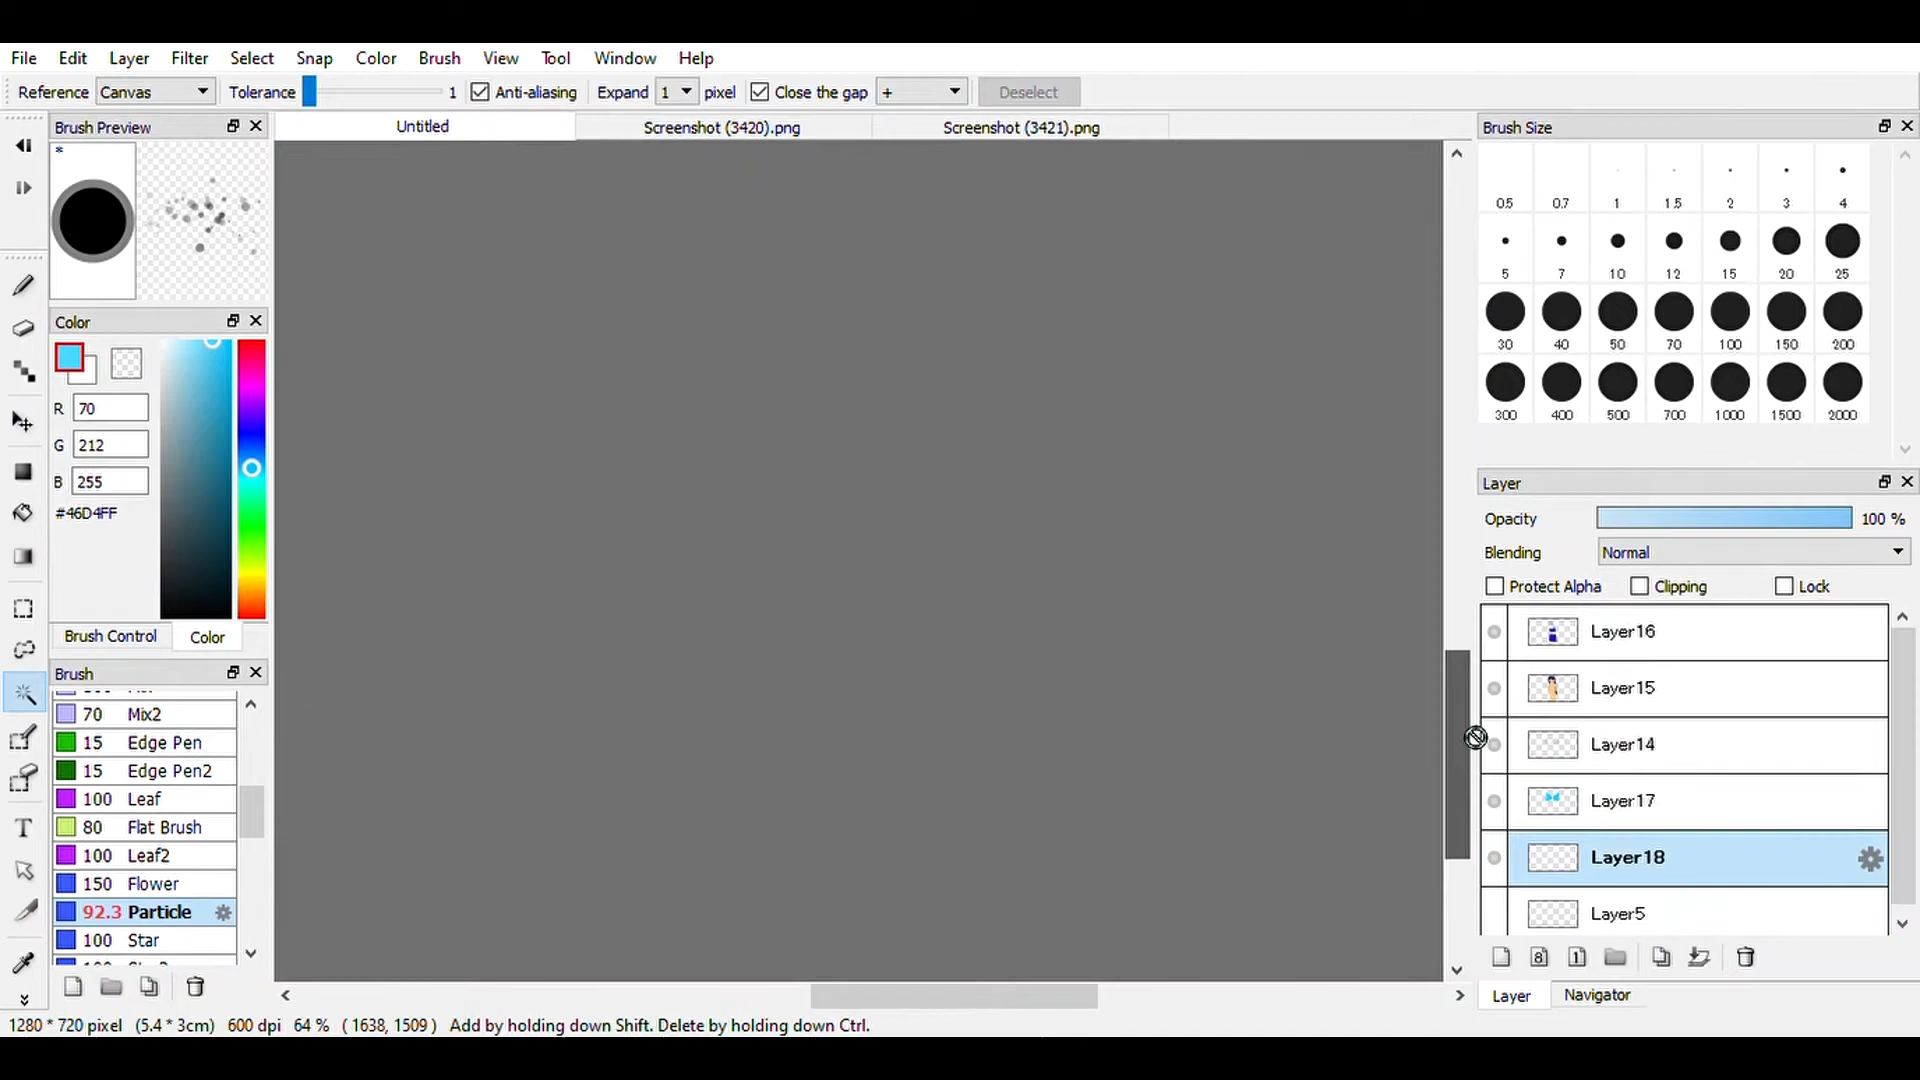 File Edit Layer Filter Select Snap Color Brush View Tool Window Help
Reference Canvas Tolerance 1 Anti-aliasing Expand 1 pixel Close the gap + Deselect
Brush Preview
*
Untitled Screenshot (3420).png Screenshot (3421).png
Color
R 70
G 212
B 255
#46D4FF
Brush Control Color
Brush
70 Mix2
15 Edge Pen
15 Edge Pen2
100 Leaf
80 Flat Brush
100 Leaf2
150 Flower
92.3 Particle
100 Star
Brush Size
0.5 0.7 1 1.5 2 3 4
5 7 10 12 15 20 25
30 40 50 70 100 150 200
300 400 500 700 1000 1500 2000
Layer
Opacity 100 %
Blending Normal
Protect Alpha Clipping Lock
Layer16
Layer15
Layer14
Layer17
Layer18
Layer5
8 1
Layer Navigator
1280 * 720 pixel (5.4 * 3cm) 600 dpi 64 % ( 1638, 1509 ) Add by holding down Shift. Delete by holding down Ctrl.